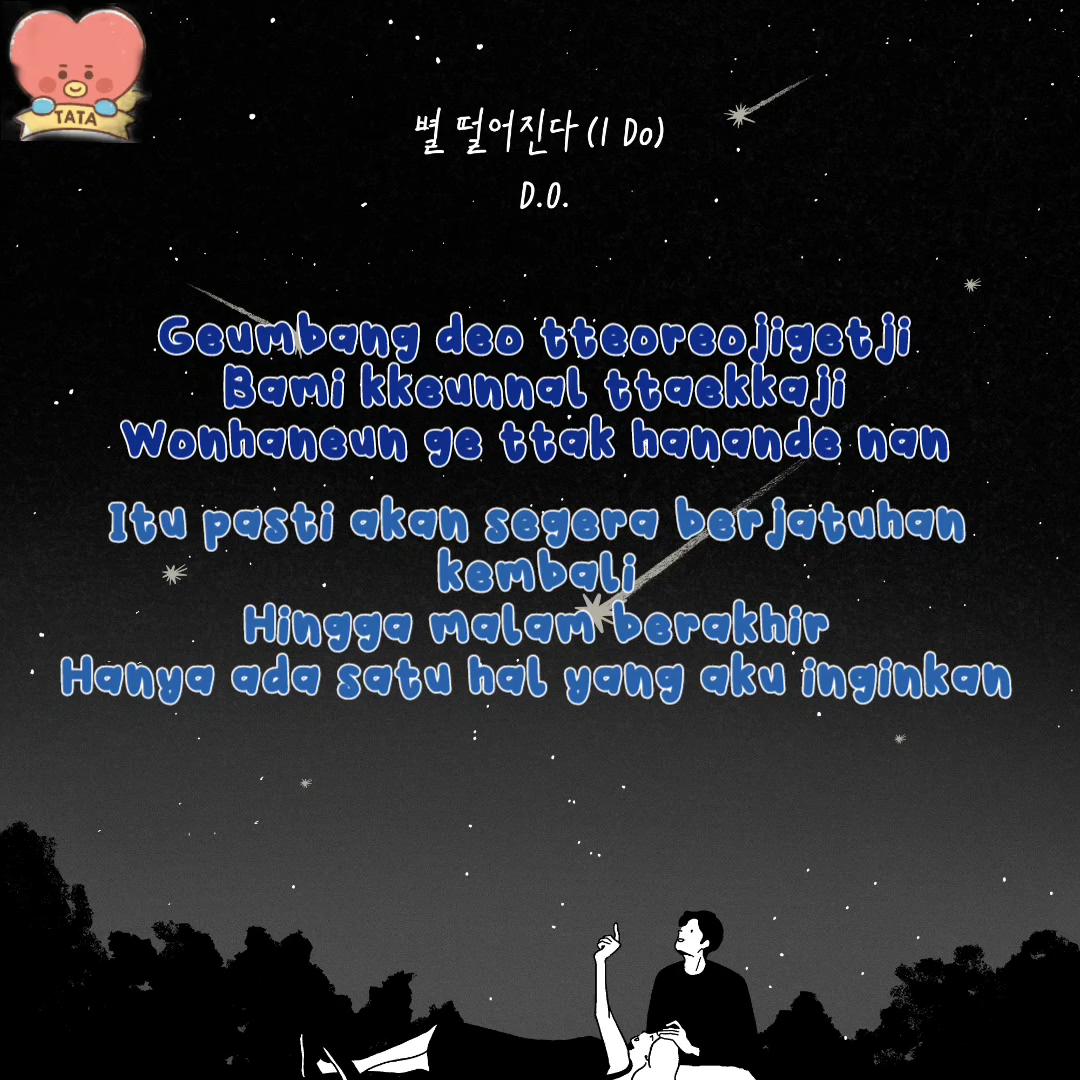 TATA
별 떨어진다 (I Do)
D.O.
Geumbang deo tteoreojigetji
Bami kkeunnal ttaekkaji
Wonhaneun ge ttak hanande nan
Itu pasti akan segera berjatuhan
kembali
Hingga malam berakhir
Hanya ada satu hal yang aku inginkan